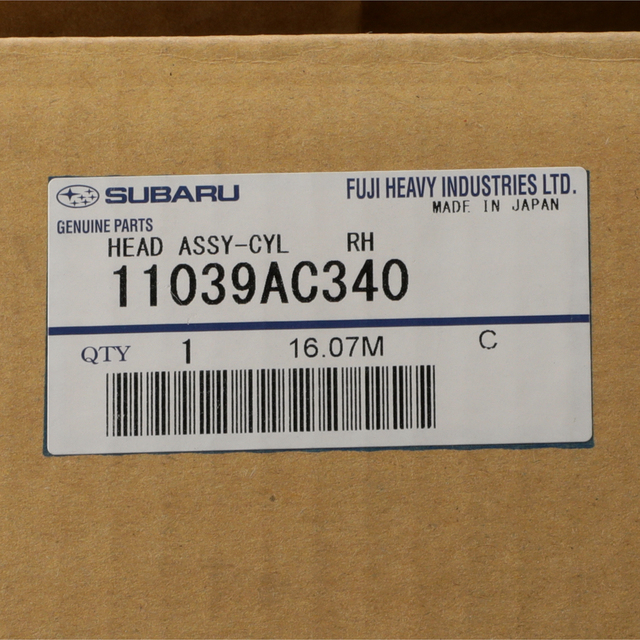 SUBARU
FUJI HEAVY INDUSTRIES LTD.
MADE IN JAPAN
GENUINE PARTS
HEAD ASSY-CYL RH
11039AC340
QTY 1 16.07M C